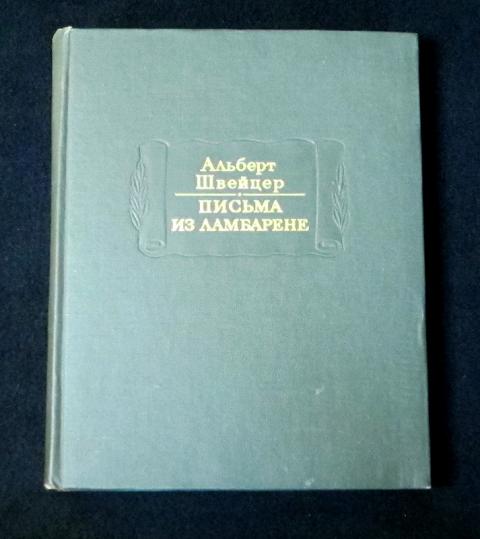 Альберт
Швейцер
ПИСЬМА
ИЗ ЛАМБАРЕНЕ